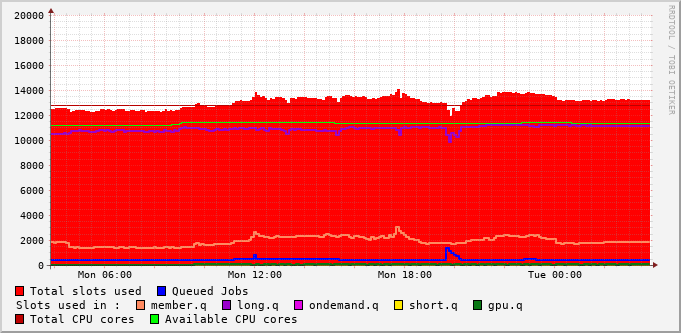 RRDTOOL / TOBI OETIKER
20000
18000
16000
14000
12000
10000
8000
6000
4000
2000
0
Mon 06:00 Mon 12:00 Mon 18:00 Tue 00:00
Total slots used Queued Jobs
Slots used in : member.q long.q ondemand.q short.q gpu.q
Total CPU cores Available CPU cores